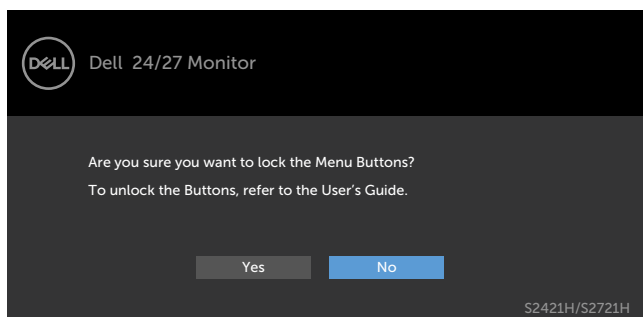 DELL
Dell 24/27 Monitor
Are you sure you want to lock the Menu Buttons?
To unlock the Buttons, refer to the User’s Guide.
Yes
No
S2421H/S2721H